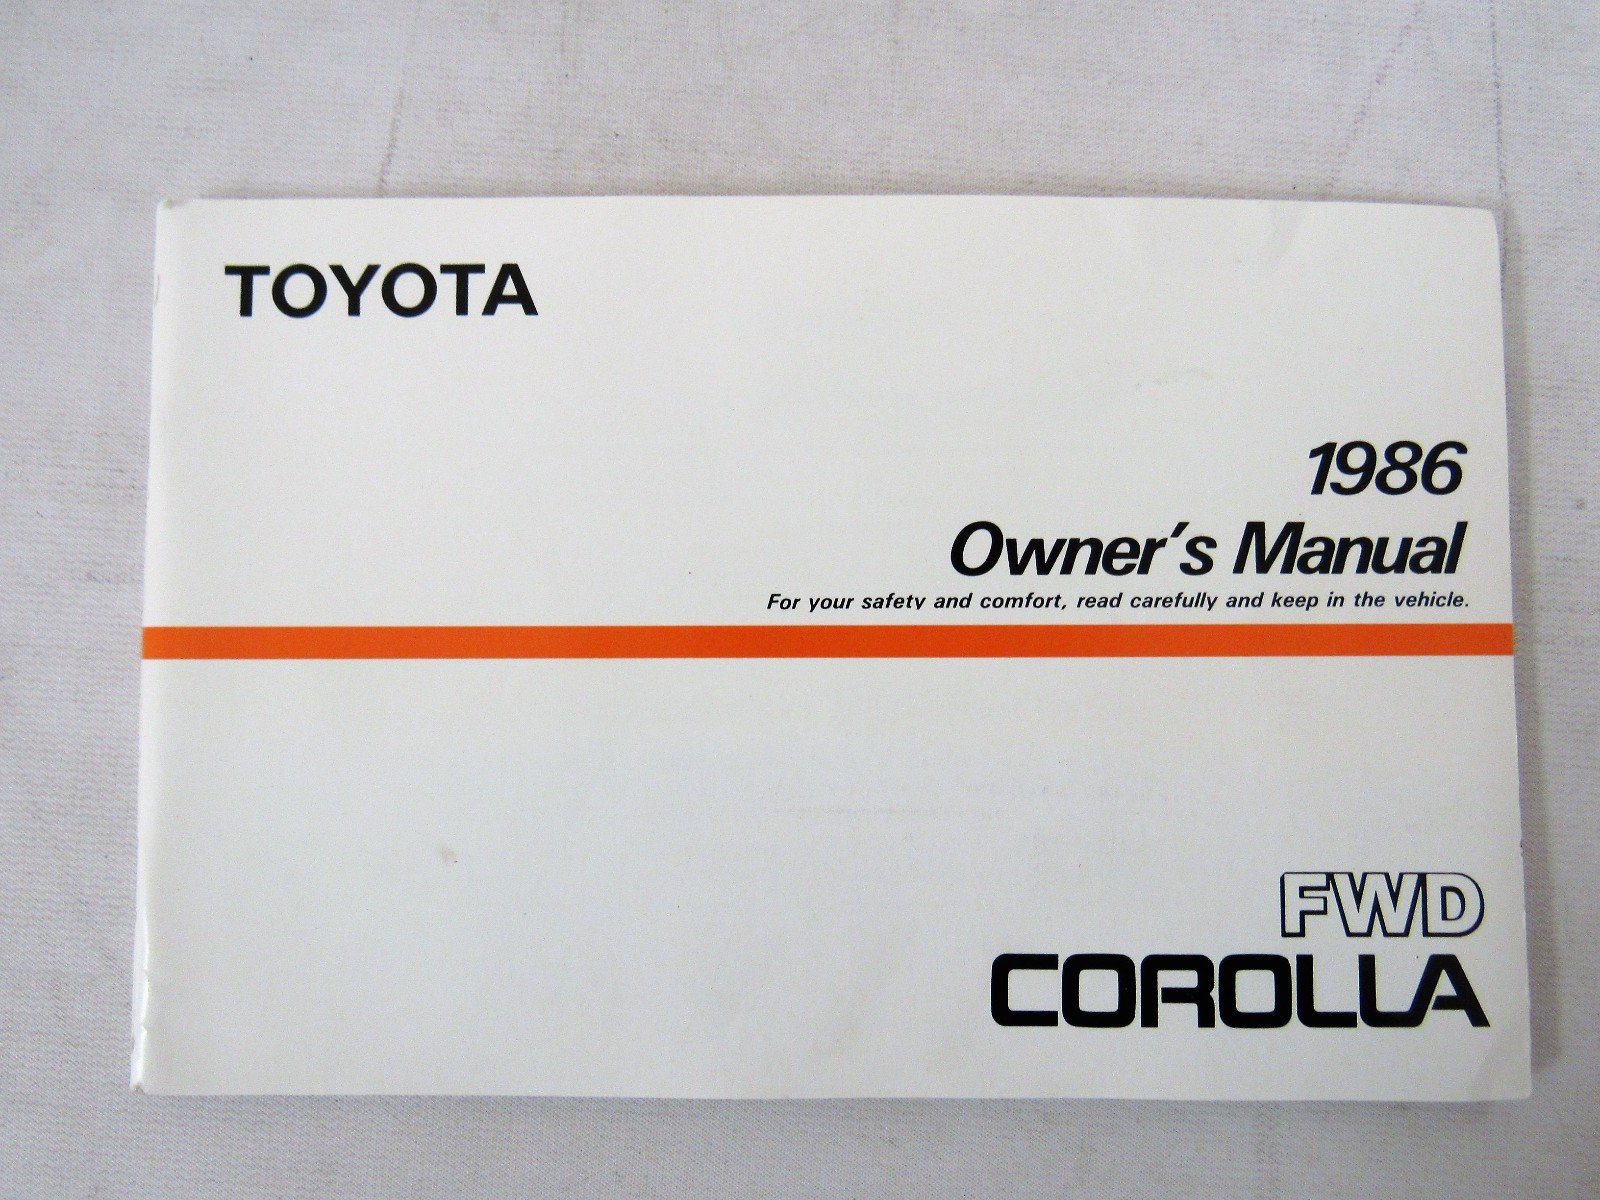 TOYOTA
1986
Owner's Manual
For your safety and comfort, read carefully and keep in the vehicle.
FWD
COROLLA